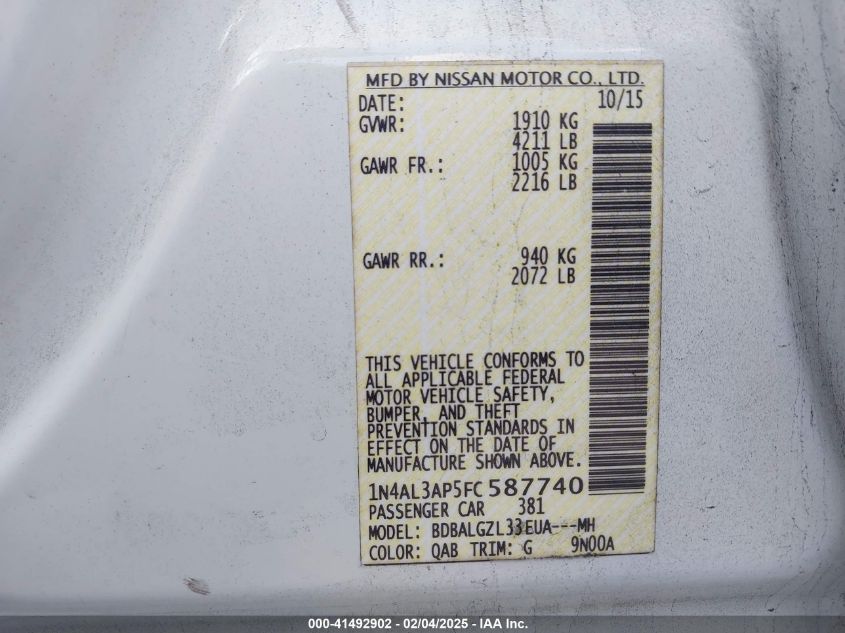 MFD BY NISSAN MOTOR CO., LTD.
DATE: 10/15
GVWR: 1910 KG
4211 LB
GAWR FR.: 1005 KG
2216 LB
GAWR RR.: 940 KG
2072 LB
THIS VEHICLE CONFORMS TO
ALL APPLICABLE FEDERAL
MOTOR VEHICLE SAFETY,
BUMPER, AND THEFT
PREVENTION STANDARDS IN
EFFECT ON THE DATE OF
MANUFACTURE SHOWN ABOVE.
1N4AL3AP5FC587740
PASSENGER CAR 381
MODEL: BDBALGZL33EUA---MH
COLOR: QAB TRIM: G 9N00A
000-41492902 - 02/04/2025 - IAA Inc.